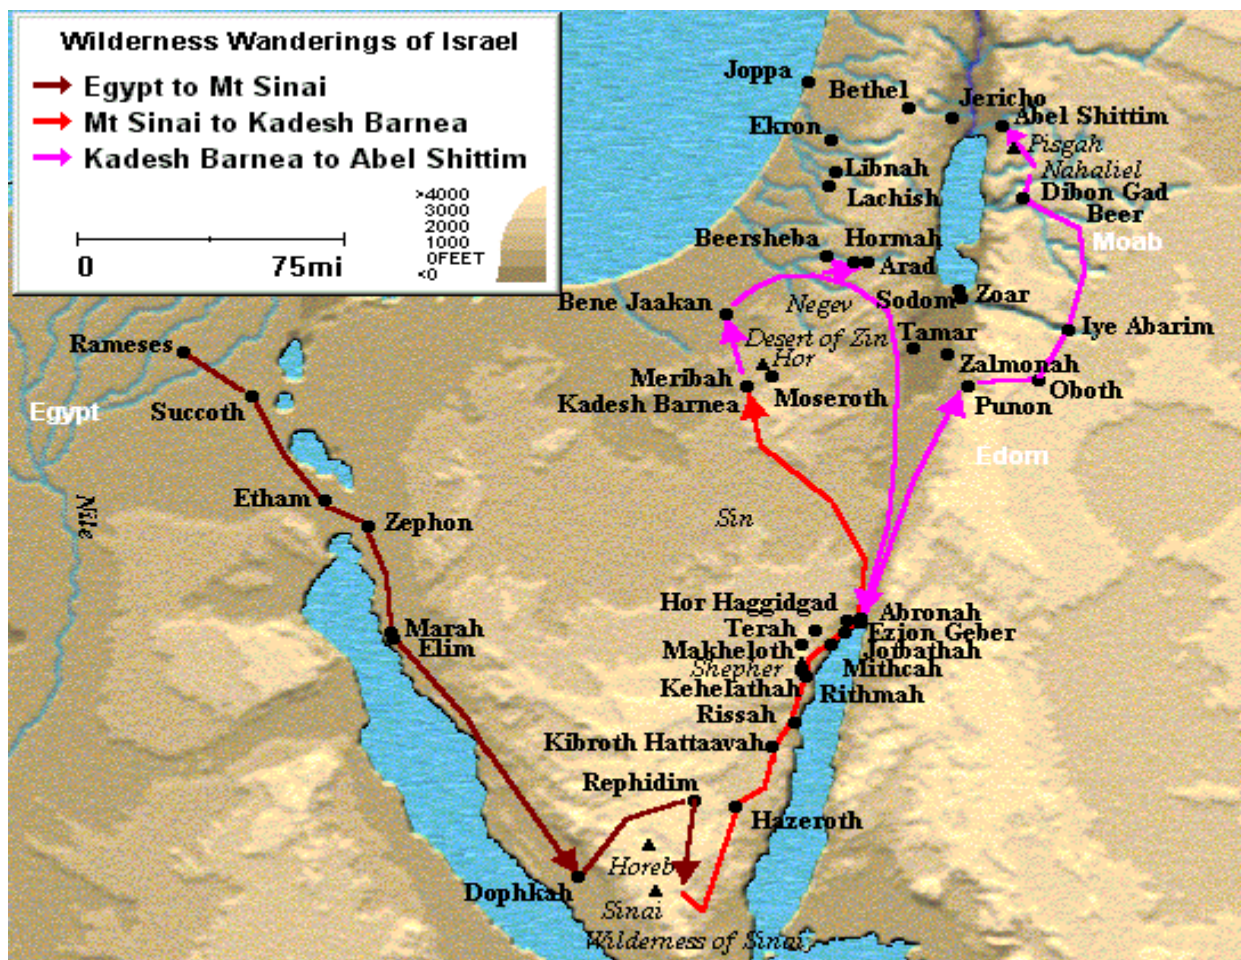 Wilderness Wanderings of Israel
Egypt to Mt Sinai
Mt Sinai to Kadesh Barnea
Kadesh Barnea to Abel Shittim
>4000
3000
2000
1000
0FEET
<0
0 75mi
Joppa
Bethel
Jericho
Abel Shittim
Ekron
Pisgah
Nahaliel
Libnah
Lachish
Dibon Gad
Beer
Moab
Beersheba
Hormah
Arad
Bene Jaakan
Negev
Sodom
Zoar
Desert of Zin
Tamar
Iye Abarim
Rameses
Hor
Zalmonah
Meribah
Kadesh Barnea
Moseroth
Punon
Oboth
Egypt
Succoth
Edom
Etham
Nile
Zephon
Sin
Hor Haggidgad
Abronah
Marah
Elim
Terah
Ezion Geber
Makheloth
Jotbathah
Shepher
Mithcah
Kehelathah
Rithmah
Rissah
Kibroth Hattaavah
Rephidim
Hazeroth
Horeb
Dophkah
Sinai
Wilderness of Sinai